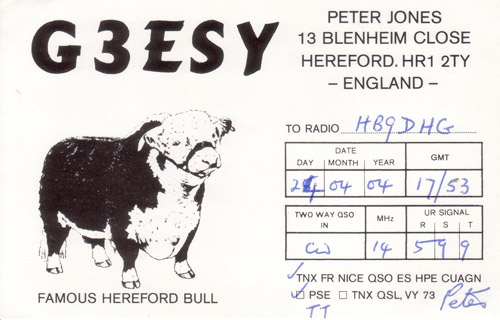 G3ESY
PETER JONES
13 BLENHEIM CLOSE
HEREFORD. HR1 2TY
– ENGLAND –
TO RADIO HB9DHG
DATE
GMT
DAY MONTH YEAR
24 04 04 17/53
TWO WAY QSO IN
MHz
UR SIGNAL
R S T
CW 14 5 9 9
✓TNX FR NICE QSO ES HPE CUAGN
☑ PSE ☐ TNX QSL, VY 73 Peter
TT
FAMOUS HEREFORD BULL